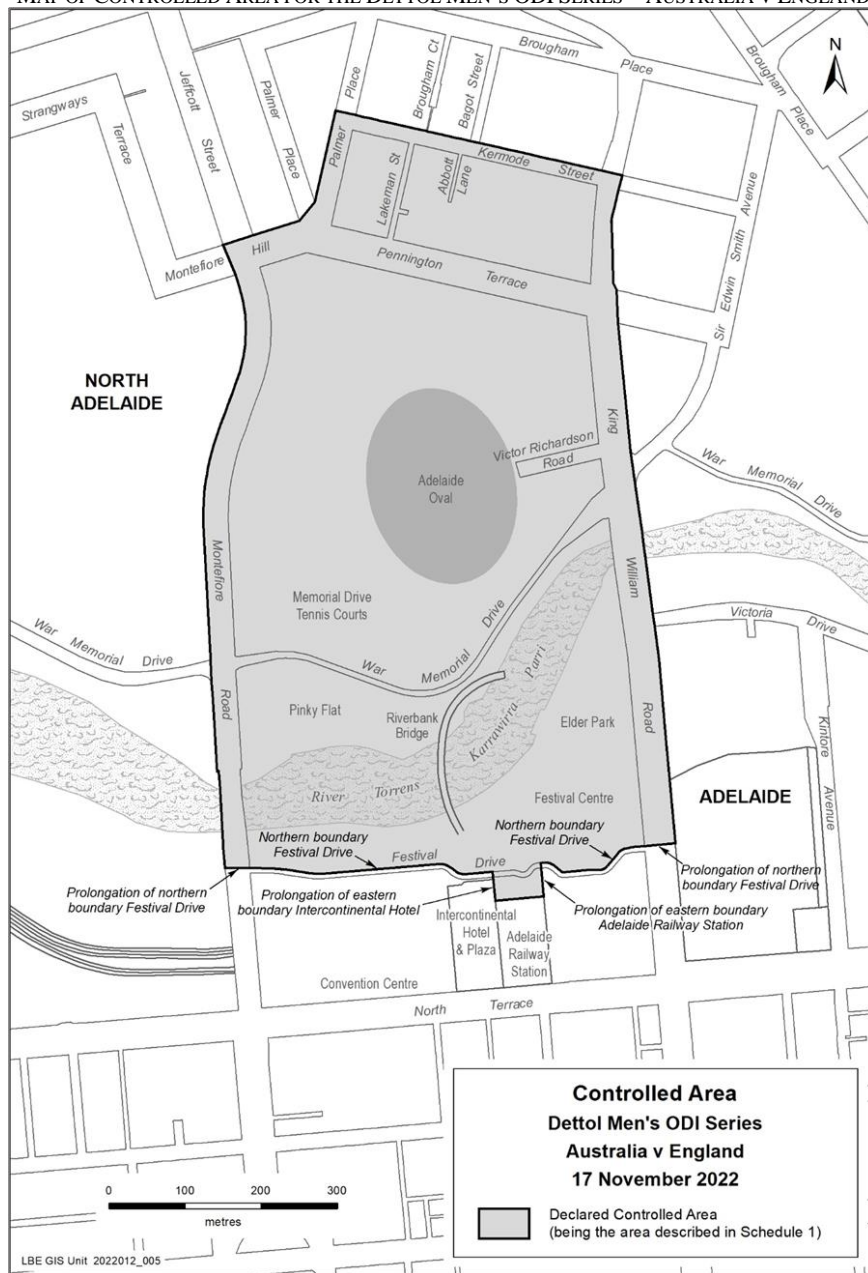 MAP OF CONTROLLED AREA FOR THE DETTOL MEN'S ODI SERIES – AUSTRALIA V ENGLAND
N
Brougham
Place
Brougham
Place
Strangways
Terrace
Jeffcott
Street
Palmer
Place
Place
Palmer
Brougham Ct
Bagot Street
Kermode
Street
Lakeman St
Abbott
Lane
Montefiore
Hill
Pennington
Terrace
Sir Edwin Smith Avenue
NORTH
ADELAIDE
King
William
Road
Victor Richardson
Road
War Memorial Drive
Adelaide
Oval
Montefiore
Road
Memorial Drive
Tennis Courts
War Memorial Drive
War Memorial Drive
Victoria Drive
Pinky Flat
Riverbank
Bridge
Karrawirra Parri
Elder Park
Kintore
Avenue
River Torrens
Festival Centre
ADELAIDE
Northern boundary
Festival Drive
Northern boundary
Festival Drive
Festival Drive
Prolongation of northern
boundary Festival Drive
Prolongation of northern
boundary Festival Drive
Prolongation of eastern
boundary Intercontinental Hotel
Prolongation of eastern boundary
Adelaide Railway Station
Intercontinental
Hotel
& Plaza
Adelaide
Railway
Station
Convention Centre
North Terrace
Controlled Area
Dettol Men's ODI Series
Australia v England
17 November 2022
Declared Controlled Area
(being the area described in Schedule 1)
0 100 200 300
metres
LBE GIS Unit 2022012_005